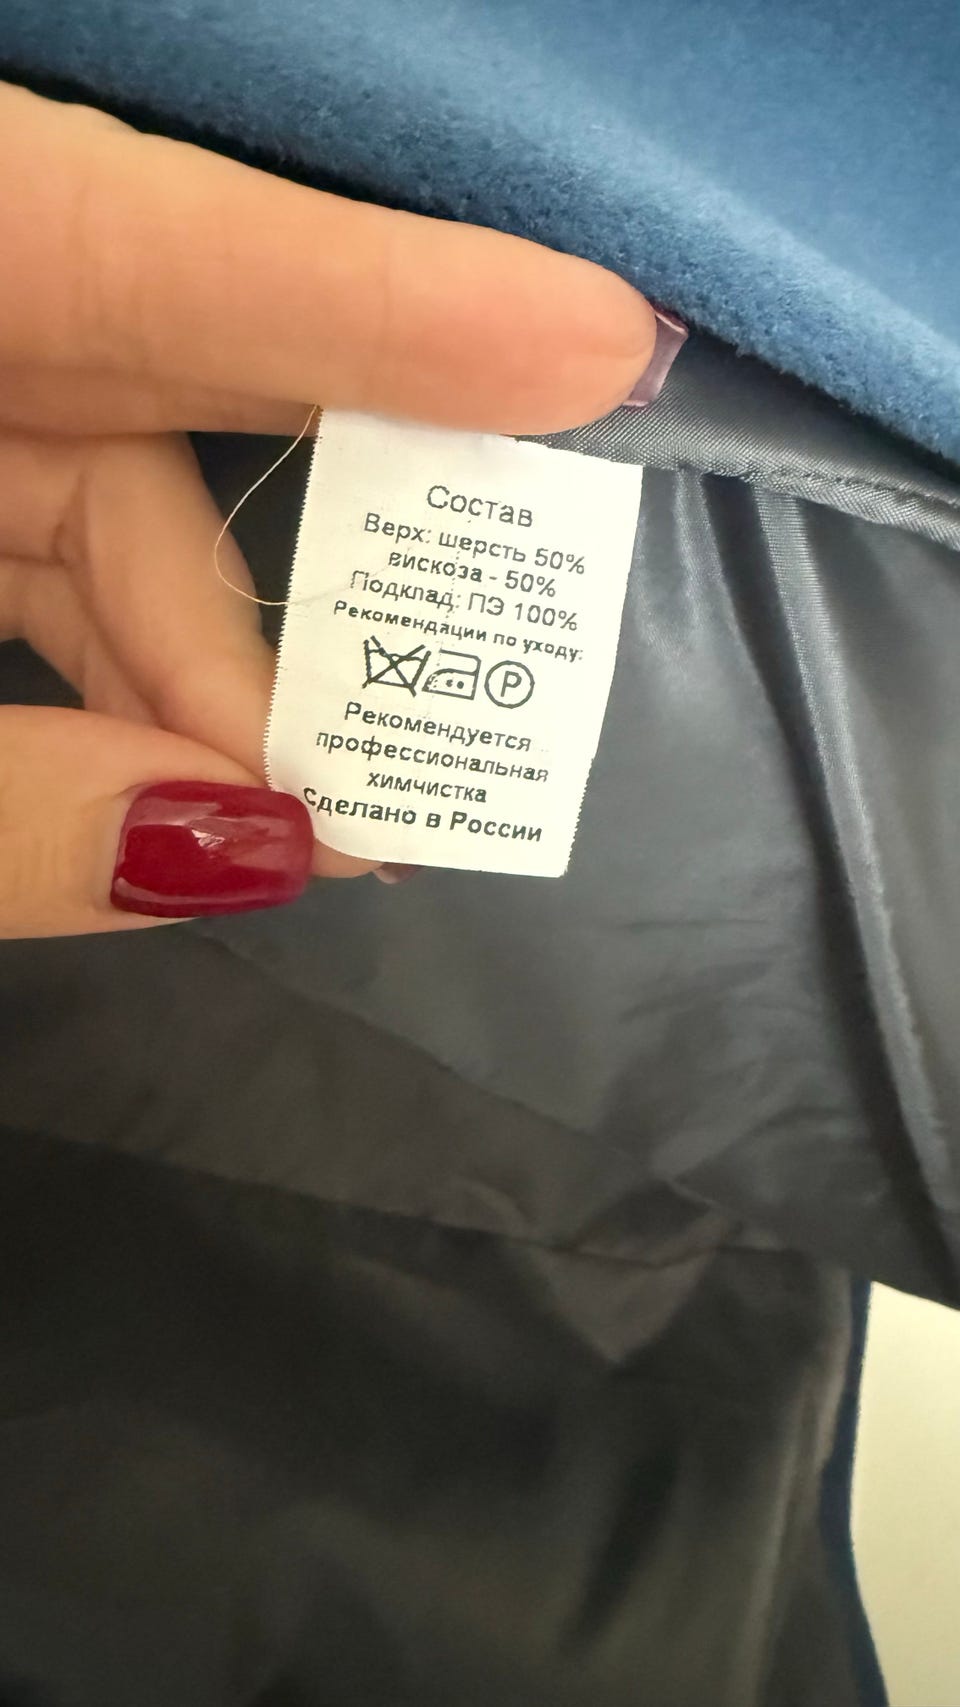 Состав
Верх: шерсть 50%
вискоза - 50%
Подклад: ПЭ 100%
Рекомендации по уходу:
P
Рекомендуется
профессиональная
химчистка
Сделано в России